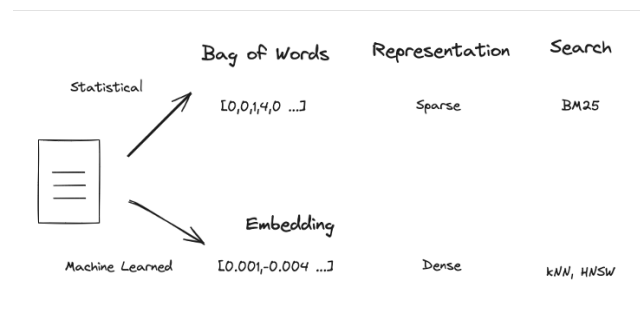 Bag of Words Representation Search
Statistical
[0,0,1,4,0 ...] Sparse BM25
Embedding
Machine Learned [0.001,-0.004 ...] Dense kNN, HNSW